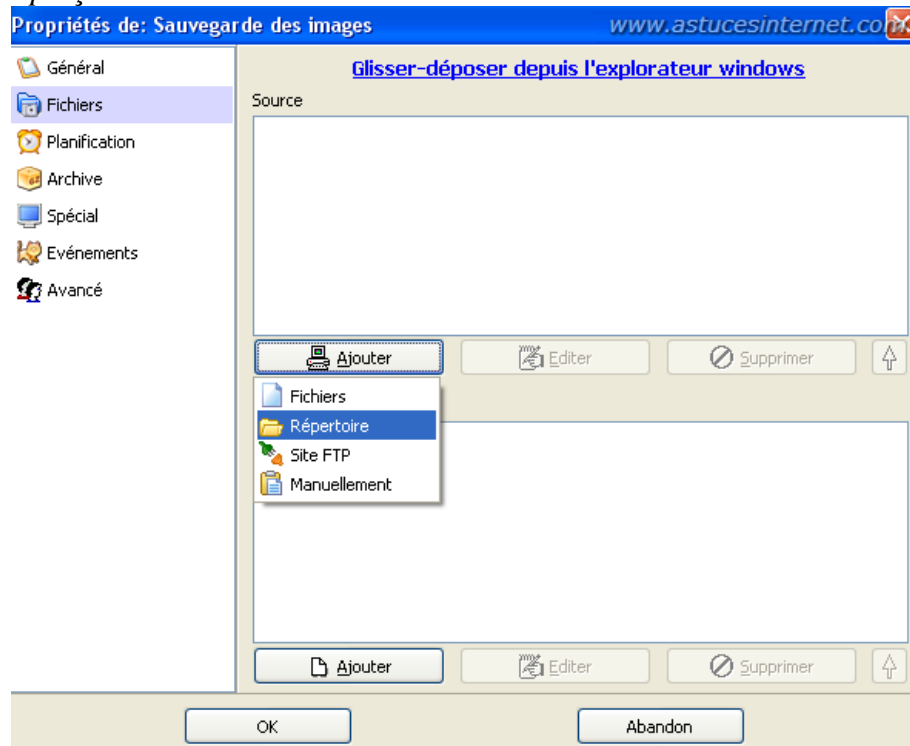 Propriétés de: Sauvegarde des images www.astucesinternet.com
Général
Fichiers
Planification
Archive
Spécial
Evénements
Avancé
Glisser-déposer depuis l'explorateur windows
Source
Ajouter Editer Supprimer
Fichiers
Répertoire
Site FTP
Manuellement
Ajouter Editer Supprimer
OK Abandon